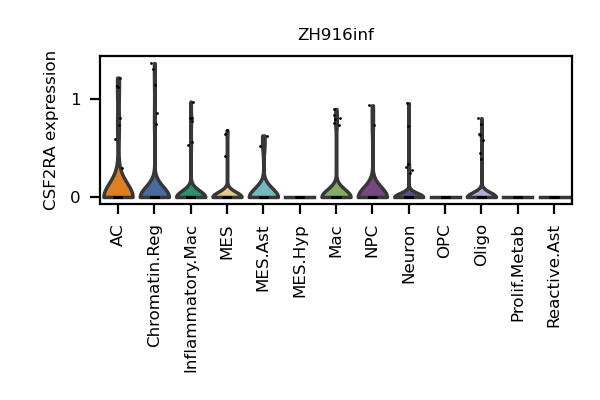 ZH916inf
CSF2RA expression
1
0
AC
Chromatin.Reg
Inflammatory.Mac
MES
MES.Ast
MES.Hyp
Mac
NPC
Neuron
OPC
Oligo
Prolif.Metab
Reactive.Ast